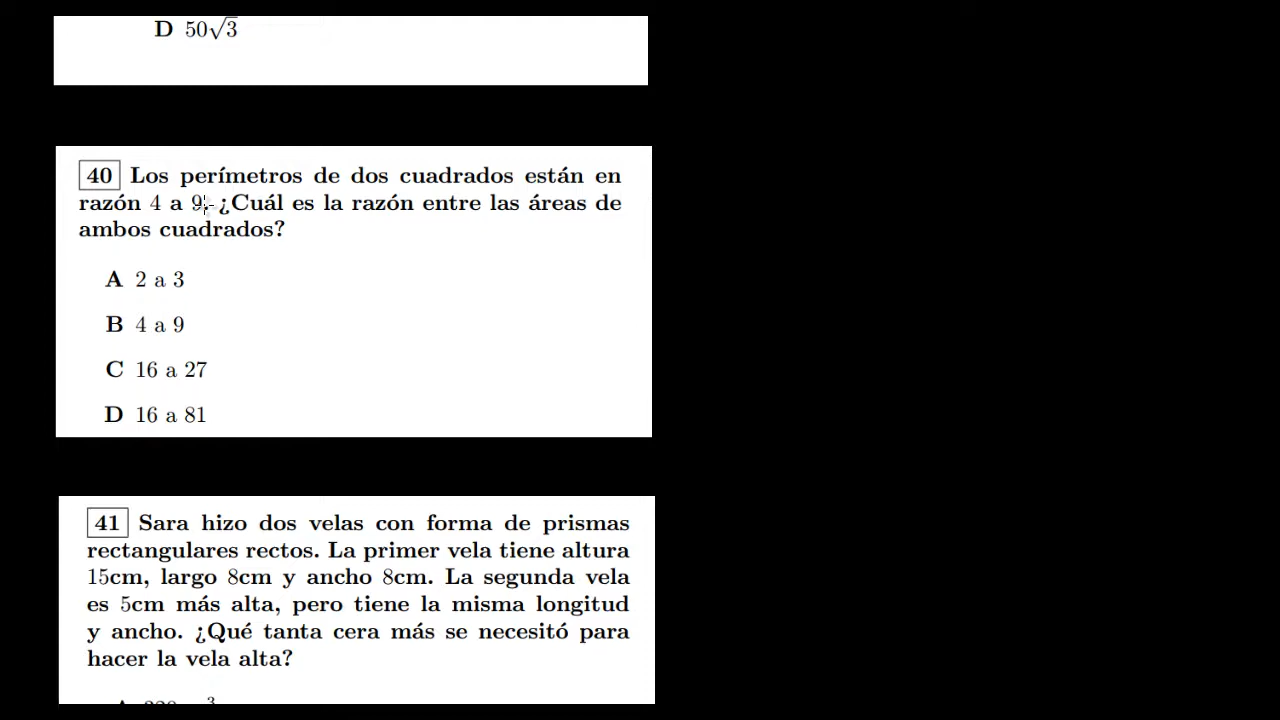 D 50√3
40 Los perímetros de dos cuadrados están en
razón 4 a 9. ¿Cuál es la razón entre las áreas de
ambos cuadrados?
A 2 a 3
B 4 a 9
C 16 a 27
D 16 a 81
41 Sara hizo dos velas con forma de prismas
rectangulares rectos. La primer vela tiene altura
15cm, largo 8cm y ancho 8cm. La segunda vela
es 5cm más alta, pero tiene la misma longitud
y ancho. ¿Qué tanta cera más se necesitó para
hacer la vela alta?